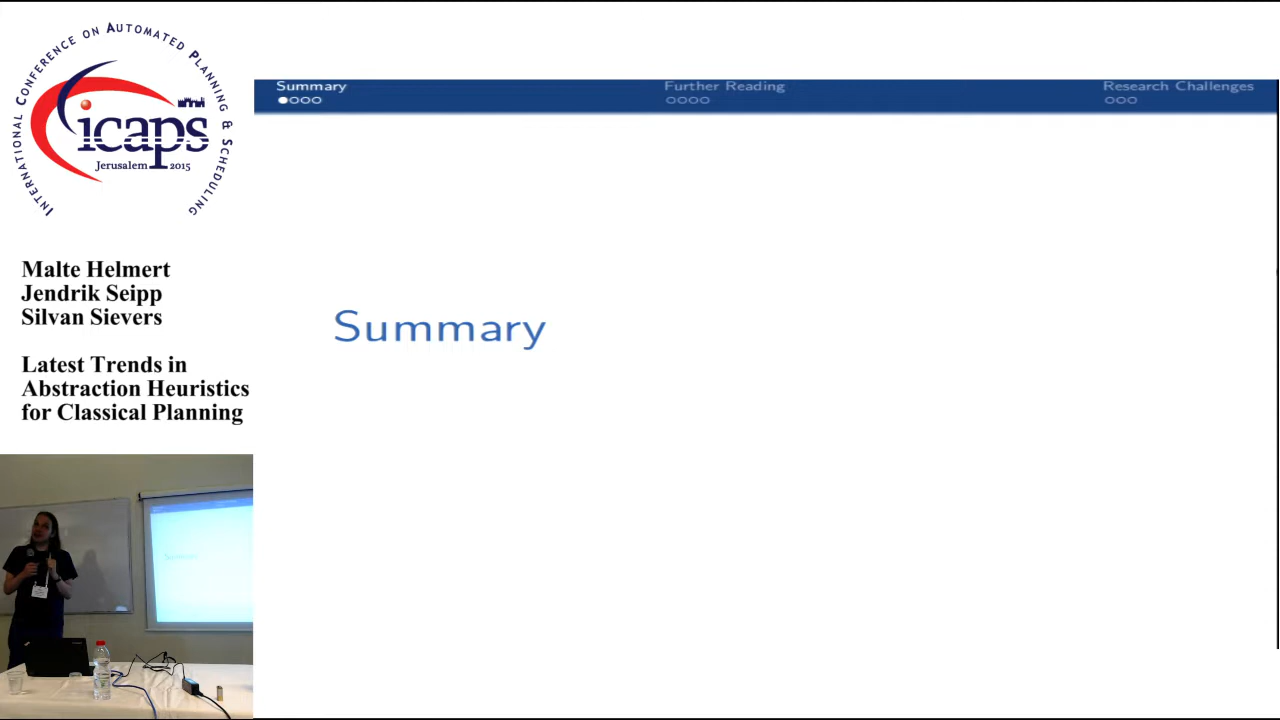 INTERNATIONAL CONFERENCE ON AUTOMATED PLANNING & SCHEDULING
icaps
Jerusalem 2015
Malte Helmert
Jendrik Seipp
Silvan Sievers
Latest Trends in
Abstraction Heuristics
for Classical Planning
Summary
Further Reading
Research Challenges
Summary
Summary